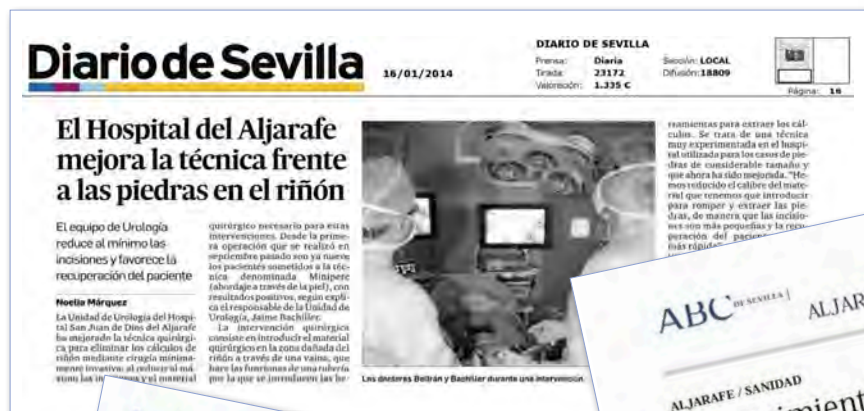 Diario de Sevilla
16/01/2014
DIARIO DE SEVILLA
Prensa: Diaria
Tirada: 23172
Valoración: 1.335 €
Sección: LOCAL
Difusión: 18809
Página: 16
El Hospital del Aljarafe
mejora la técnica frente
a las piedras en el riñón
El equipo de Urología
reduce al mínimo las
incisiones y favorece la
recuperación del paciente
Noelia Márquez
La Unidad de Urología del Hospi-
tal San Juan de Dios del Aljarafe
ha mejorado la técnica quirúrgi-
ca para eliminar los cálculos de
riñón mediante cirugía mínima-
mente invasiva: al reducir al má-
ximo las y el material
quirúrgico necesario para estas
intervenciones. Desde la prime-
ra operación que se realizó en
septiembre pasado son ya nueve
los pacientes sometidos a la téc-
nica denominada Miniperc
(abordaje a través de la piel), con
resultados positivos, según expli-
ca el responsable de la Unidad de
Urología, Jaime Bachiller.
La intervención quirúrgica
consiste en introducir el material
quirúrgico en la zona dañada del
riñón a través de una vaina, que
hace las funciones de una tubería
por la que se introducen las he-
Los doctores Beltrán y Bachiller durante una intervención.
rramientas para extraer los cál-
culos. Se trata de una técnica
muy experimentada en el hospi-
tal utilizada para los casos de pie-
dras de considerable tamaño y
que ahora ha sido mejorada. "He-
mos reducido el calibre del mate-
rial que tenemos que introducir
para romper y extraer las pie-
dras, de manera que las incisio-
nes son más pequeñas y la recu-
peración del
más rápida"
ABC DE SEVILLA
ALJAR
ALJARAFE / SANIDAD